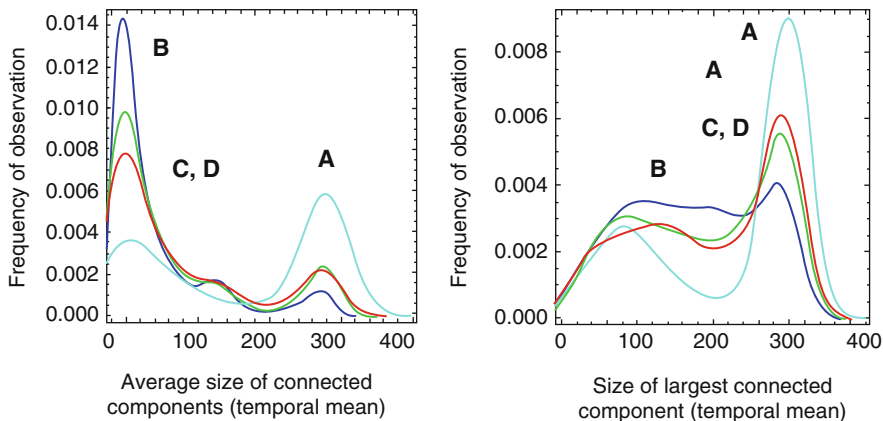 0.014
0.012
0.010
0.008
0.006
0.004
0.002
0.000
Frequency of observation
B
C, D
A
0 100 200 300 400
Average size of connected
components (temporal mean)
0.008
0.006
0.004
0.002
0.000
Frequency of observation
A
A
C, D
B
0 100 200 300 400
Size of largest connected
component (temporal mean)